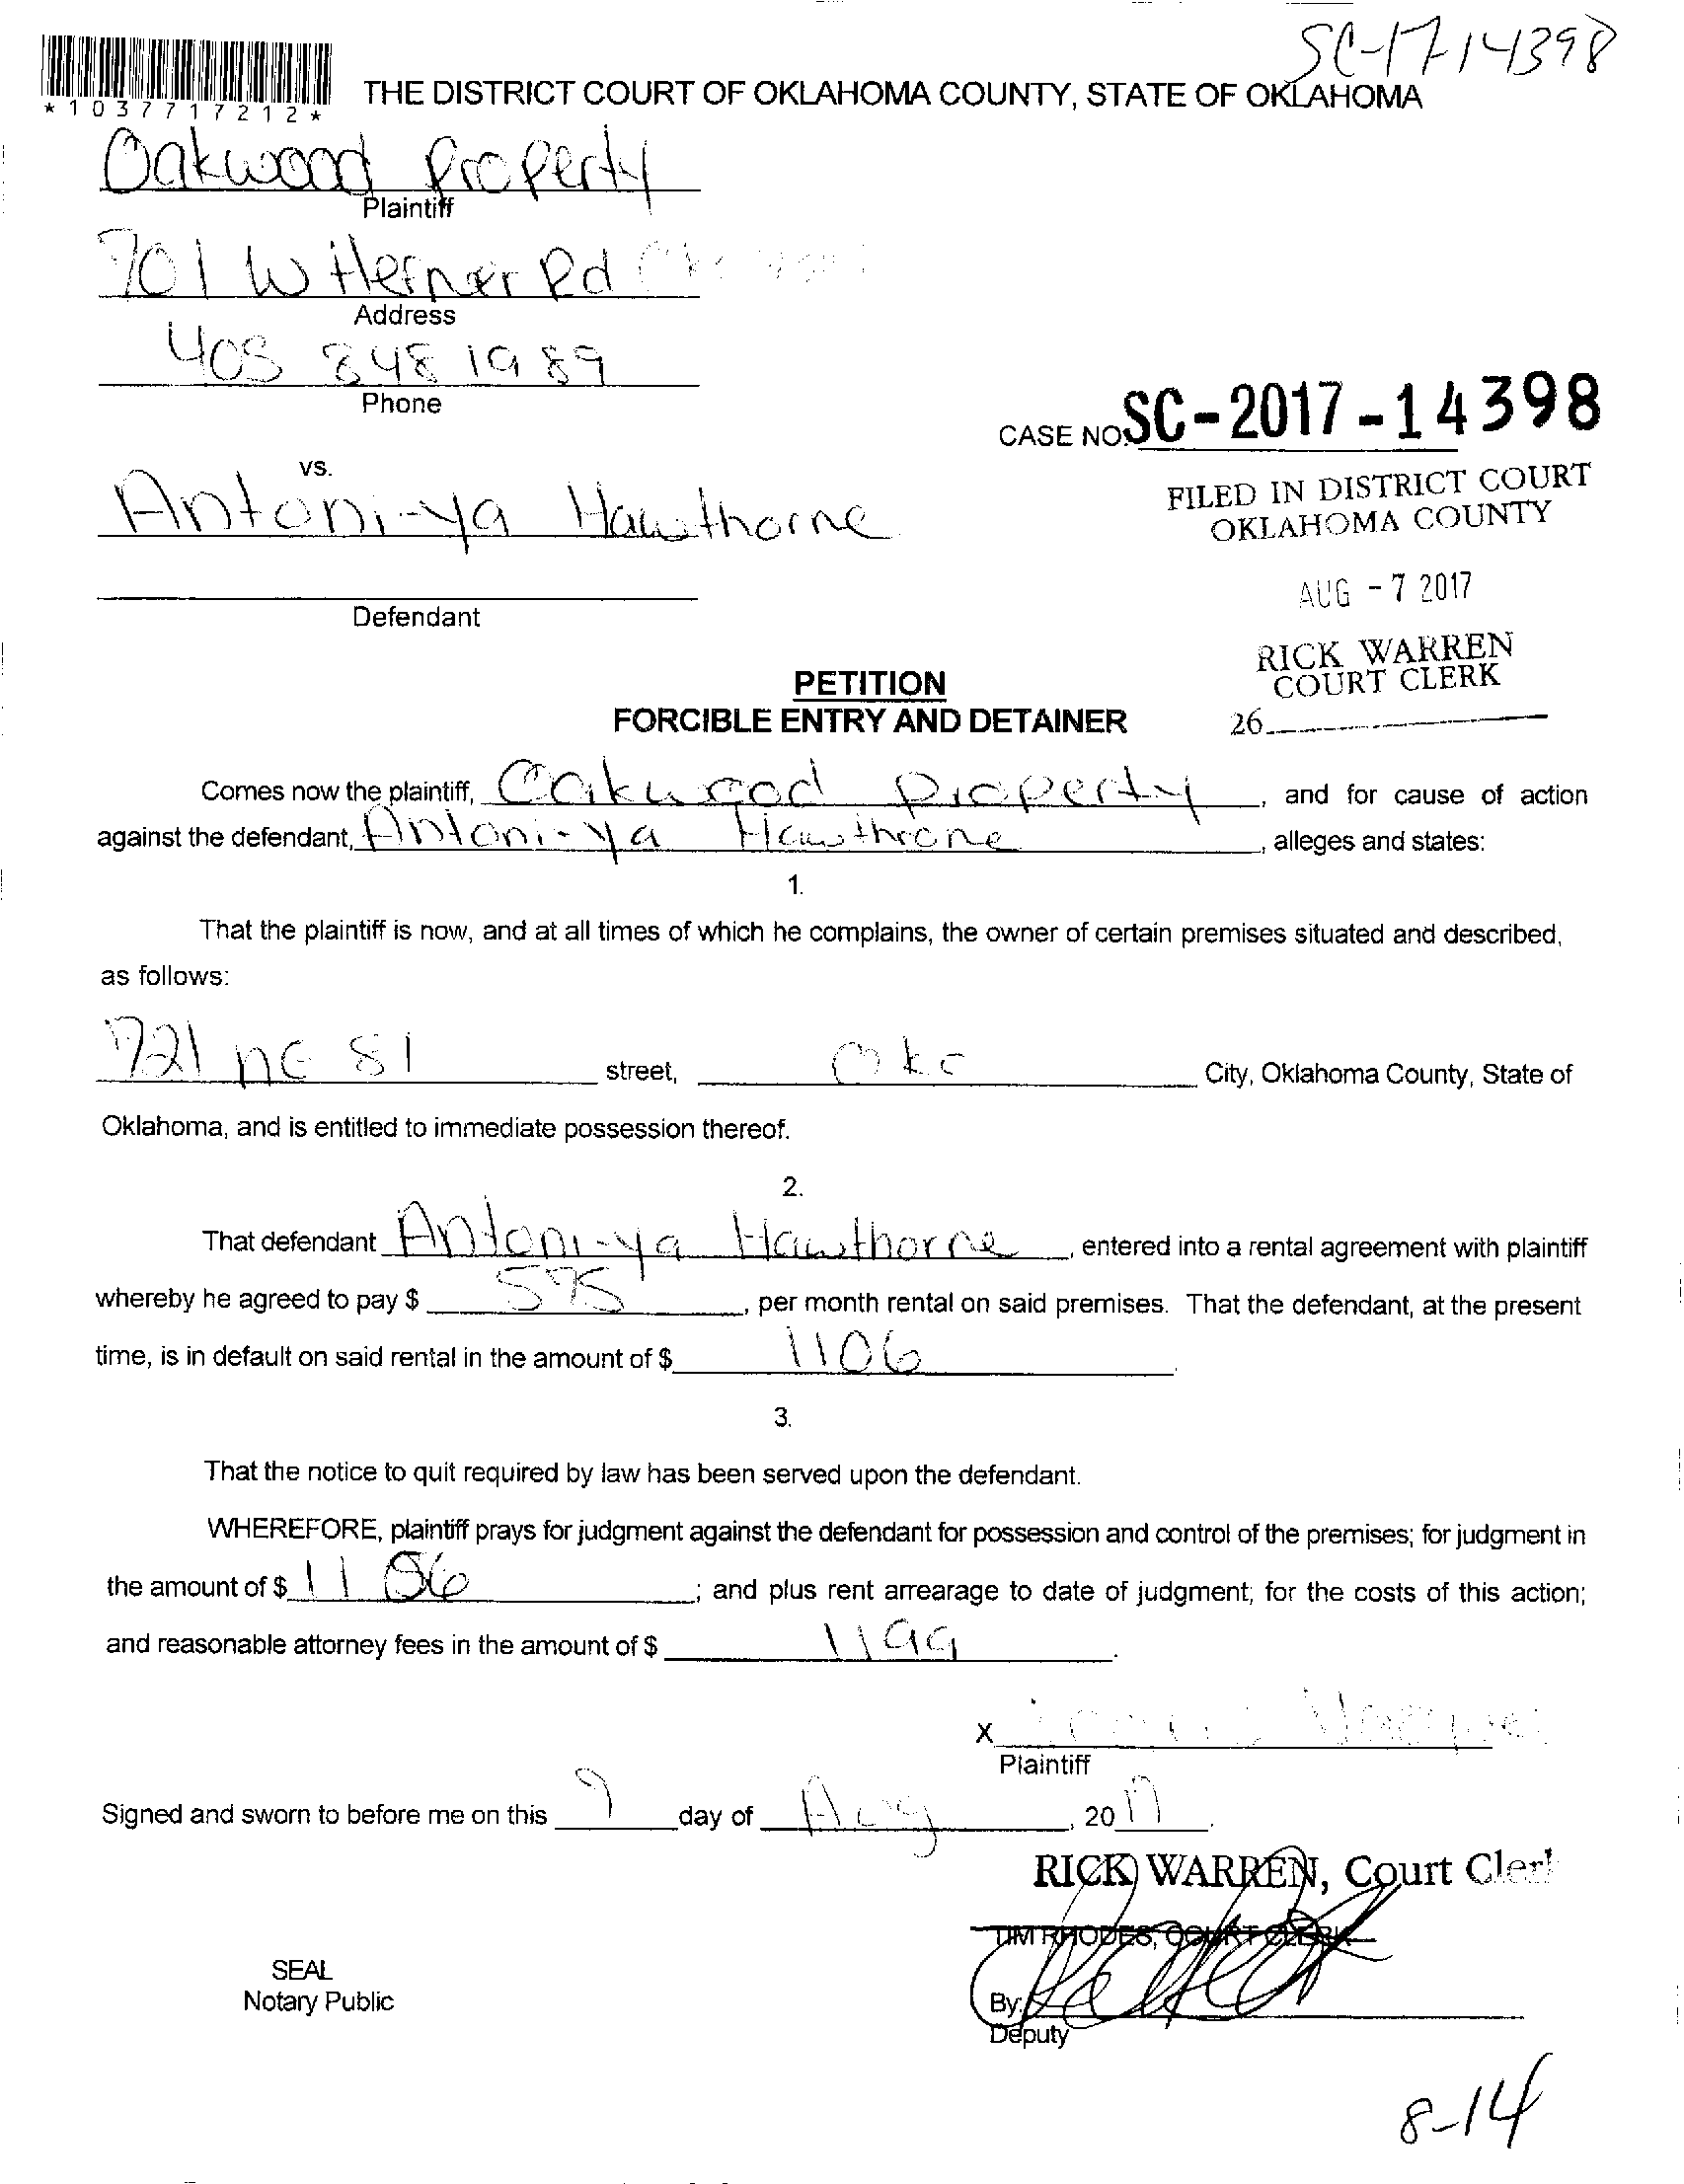 SC-1714398
*1037717212*
THE DISTRICT COURT OF OKLAHOMA COUNTY, STATE OF OKLAHOMA
Oakwood Property
Plaintiff
701 W Hefner Rd
Address
405 848 1989
Phone
CASE NO. SC-2017-14398
vs.
Antoni-ya Hawthorne
FILED IN DISTRICT COURT
OKLAHOMA COUNTY
AUG - 7 2017
Defendant
RICK WARREN
COURT CLERK
26
PETITION
FORCIBLE ENTRY AND DETAINER
Comes now the plaintiff, Oakwood Property, and for cause of action
against the defendant, Antoni-ya Hawthrone, alleges and states:
1.
That the plaintiff is now, and at all times of which he complains, the owner of certain premises situated and described,
as follows:
721 ne 81 street, okc City, Oklahoma County, State of
Oklahoma, and is entitled to immediate possession thereof.
2.
That defendant Antoni-ya Hawthorne, entered into a rental agreement with plaintiff
whereby he agreed to pay $ 575, per month rental on said premises. That the defendant, at the present
time, is in default on said rental in the amount of $ 1106.
3.
That the notice to quit required by law has been served upon the defendant.
WHEREFORE, plaintiff prays for judgment against the defendant for possession and control of the premises; for judgment in
the amount of $ 1106; and plus rent arrearage to date of judgment; for the costs of this action;
and reasonable attorney fees in the amount of $ 1199.
X
Plaintiff
Signed and sworn to before me on this 7 day of Aug, 2017.
RICK WARREN, Court Clerk
TIM RHODES, COURT CLERK
SEAL
Notary Public
By:
Deputy
8-14